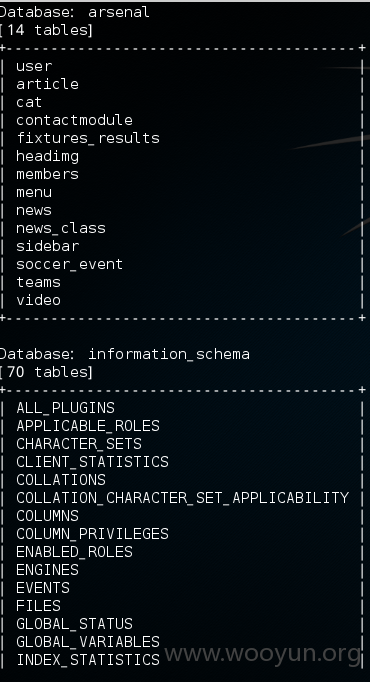 Database: arsenal
[14 tables]
+---------------------------------------+
| user |
| article |
| cat |
| contactmodule |
| fixtures_results |
| heading |
| members |
| menu |
| news |
| news_class |
| sidebar |
| soccer_event |
| teams |
| video |
+---------------------------------------+
Database: information_schema
[70 tables]
+---------------------------------------+
| ALL_PLUGINS |
| APPLICABLE_ROLES |
| CHARACTER_SETS |
| CLIENT_STATISTICS |
| COLLATIONS |
| COLLATION_CHARACTER_SET_APPLICABILITY |
| COLUMNS |
| COLUMN_PRIVILEGES |
| ENABLED_ROLES |
| ENGINES |
| EVENTS |
| FILES |
| GLOBAL_STATUS |
| GLOBAL_VARIABLES |
| INDEX_STATISTICS |
www.wooyun.org